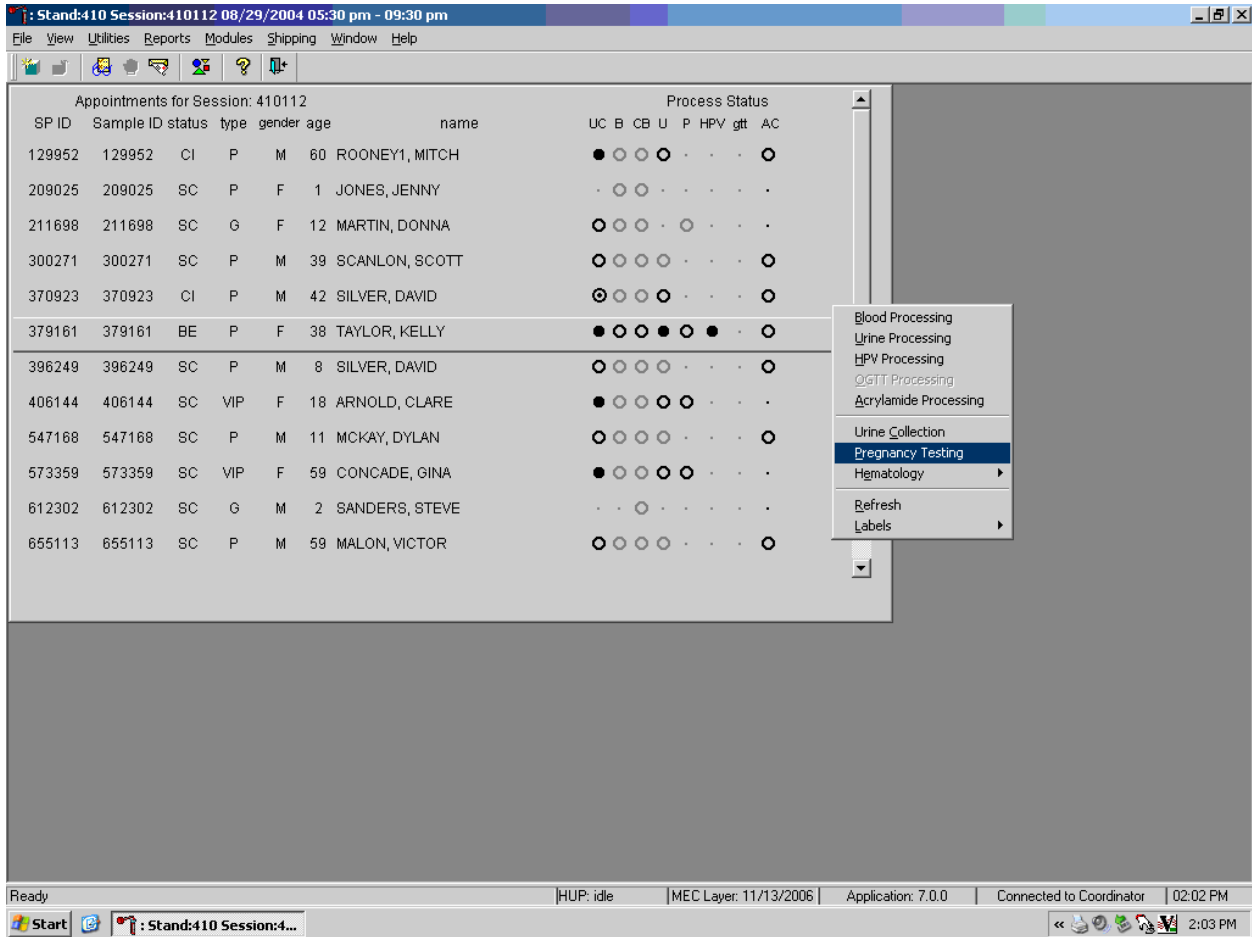 : Stand:410 Session:410112 08/29/2004 05:30 pm - 09:30 pm
File View Utilities Reports Modules Shipping Window Help
Appointments for Session: 410112 Process Status
SP ID Sample ID status type gender age name UC B CB U P HPV gtt AC
129952 129952 CI P M 60 ROONEY1, MITCH
209025 209025 SC P F 1 JONES, JENNY
211698 211698 SC G F 12 MARTIN, DONNA
300271 300271 SC P M 39 SCANLON, SCOTT
370923 370923 CI P M 42 SILVER, DAVID
379161 379161 BE P F 38 TAYLOR, KELLY
396249 396249 SC P M 8 SILVER, DAVID
406144 406144 SC VIP F 18 ARNOLD, CLARE
547168 547168 SC P M 11 MCKAY, DYLAN
573359 573359 SC VIP F 59 CONCADE, GINA
612302 612302 SC G M 2 SANDERS, STEVE
655113 655113 SC P M 59 MALON, VICTOR
Blood Processing
Urine Processing
HPV Processing
OGTT Processing
Acrylamide Processing
Urine Collection
Pregnancy Testing
Hematology
Refresh
Labels
Ready HUP: idle MEC Layer: 11/13/2006 Application: 7.0.0 Connected to Coordinator 02:02 PM
Start : Stand:410 Session:4... 2:03 PM